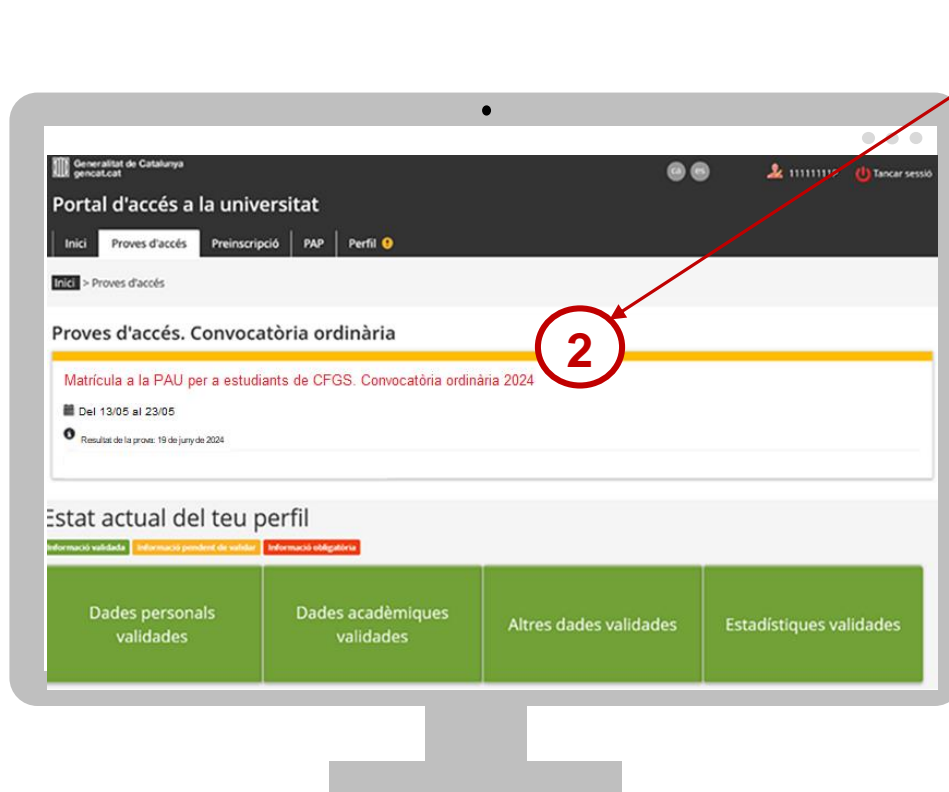 Generalitat de Catalunya
gencat.cat
ca es
Tancar sessió
Portal d'accés a la universitat
Inici Proves d'accés Preinscripció PAP Perfil
Inici > Proves d'accés
Proves d'accés. Convocatòria ordinària
2
Matrícula a la PAU per a estudiants de CFGS. Convocatòria ordinària 2024
Del 13/05 al 23/05
Resultat de la prova: 19 de juny de 2024
Estat actual del teu perfil
Informació validada Informació pendent de validar Informació obligatòria
Dades personals
validades
Dades acadèmiques
validades
Altres dades validades
Estadístiques validades